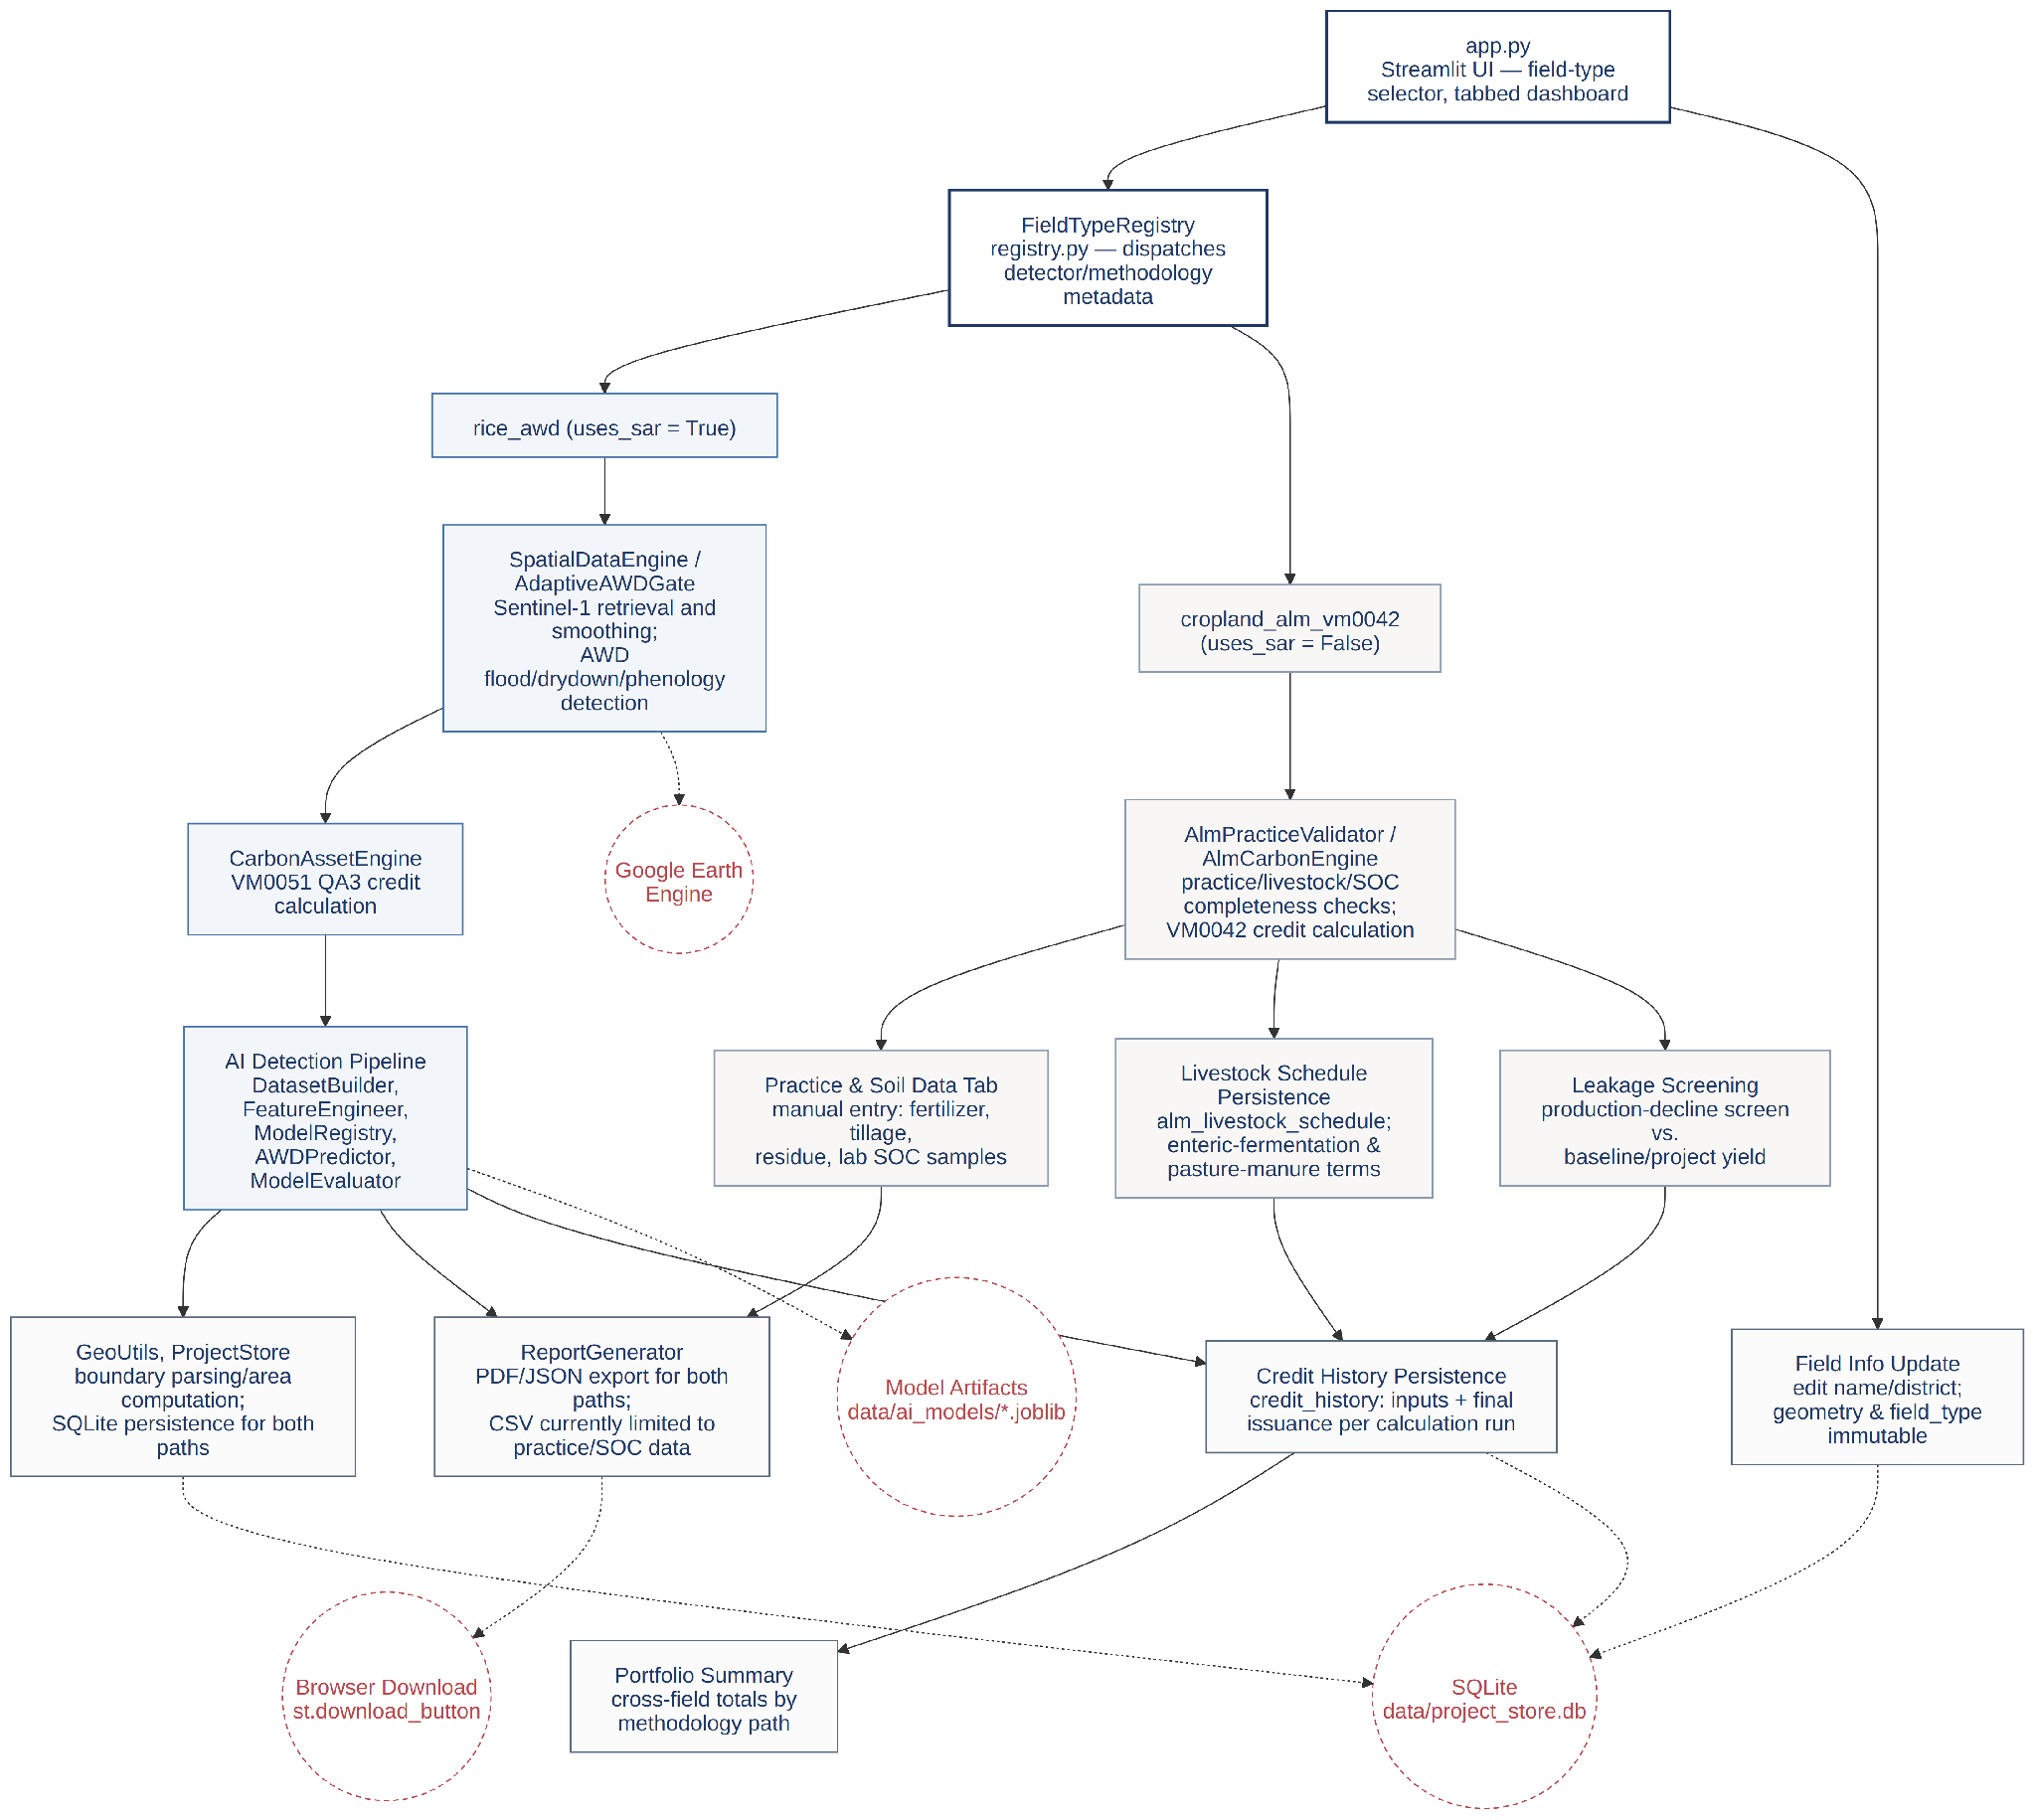 app.py
Streamlit UI — field-type
selector, tabbed dashboard
FieldTypeRegistry
registry.py — dispatches
detector/methodology
metadata
rice_awd (uses_sar = True)
SpatialDataEngine /
AdaptiveAWDGate
Sentinel-1 retrieval and
smoothing;
AWD
flood/drydown/phenology
detection
cropland_alm_vm0042
(uses_sar = False)
CarbonAssetEngine
VM0051 QA3 credit
calculation
Google Earth
Engine
AlmPracticeValidator /
AlmCarbonEngine
practice/livestock/SOC
completeness checks;
VM0042 credit calculation
AI Detection Pipeline
DatasetBuilder,
FeatureEngineer,
ModelRegistry,
AWDPredictor,
ModelEvaluator
Practice & Soil Data Tab
manual entry: fertilizer,
tillage,
residue, lab SOC samples
Livestock Schedule
Persistence
alm_livestock_schedule;
enteric-fermentation &
pasture-manure terms
Leakage Screening
production-decline screen
vs.
baseline/project yield
GeoUtils, ProjectStore
boundary parsing/area
computation;
SQLite persistence for both
paths
ReportGenerator
PDF/JSON export for both
paths;
CSV currently limited to
practice/SOC data
Model Artifacts
data/ai_models/*.joblib
Credit History Persistence
credit_history: inputs + final
issuance per calculation run
Field Info Update
edit name/district;
geometry & field_type
immutable
Browser Download
st.download_button
Portfolio Summary
cross-field totals by
methodology path
SQLite
data/project_store.db